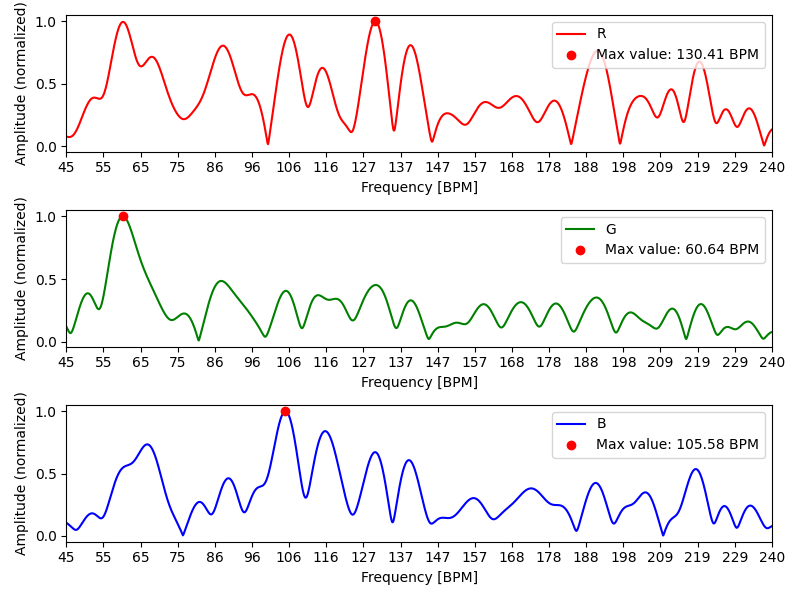 Amplitude (normalized)
1.0
0.5
0.0
R
Max value: 130.41 BPM
45 55 65 75 86 96 106 116 127 137 147 157 168 178 188 198 209 219 229 240
Frequency [BPM]
Amplitude (normalized)
1.0
0.5
0.0
G
Max value: 60.64 BPM
45 55 65 75 86 96 106 116 127 137 147 157 168 178 188 198 209 219 229 240
Frequency [BPM]
Amplitude (normalized)
1.0
0.5
0.0
B
Max value: 105.58 BPM
45 55 65 75 86 96 106 116 127 137 147 157 168 178 188 198 209 219 229 240
Frequency [BPM]